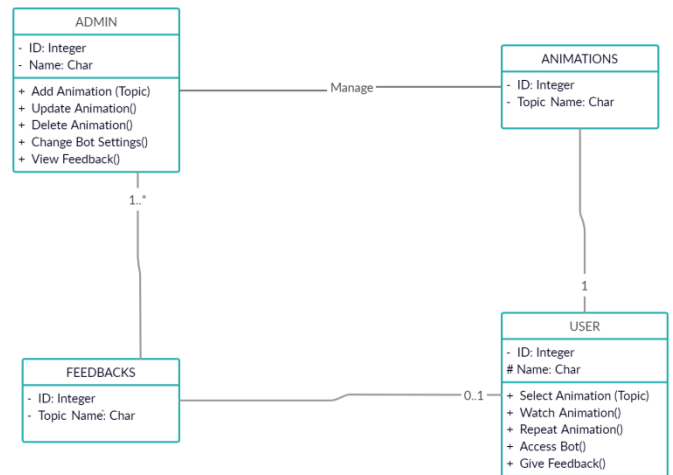 ADMIN
- ID: Integer
- Name: Char
+ Add Animation (Topic)
+ Update Animation()
+ Delete Animation()
+ Change Bot Settings()
+ View Feedback()
Manage
ANIMATIONS
- ID: Integer
- Topic Name: Char
1..*
1
FEEDBACKS
- ID: Integer
- Topic Name: Char
0..1
USER
- ID: Integer
# Name: Char
+ Select Animation (Topic)
+ Watch Animation()
+ Repeat Animation()
+ Access Bot()
+ Give Feedback()